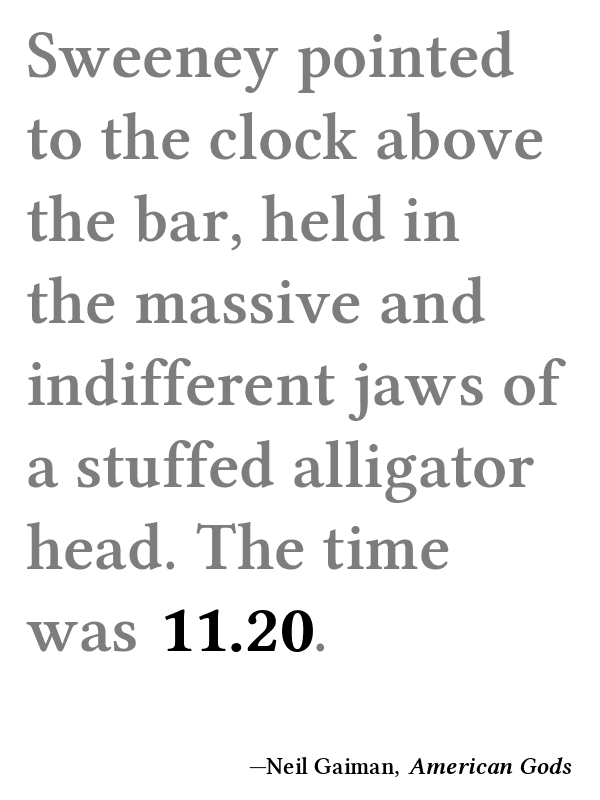 Sweeney pointed
to the clock above
the bar, held in
the massive and
indifferent jaws of
a stuffed alligator
head. The time
was 11.20.
—Neil Gaiman, American Gods